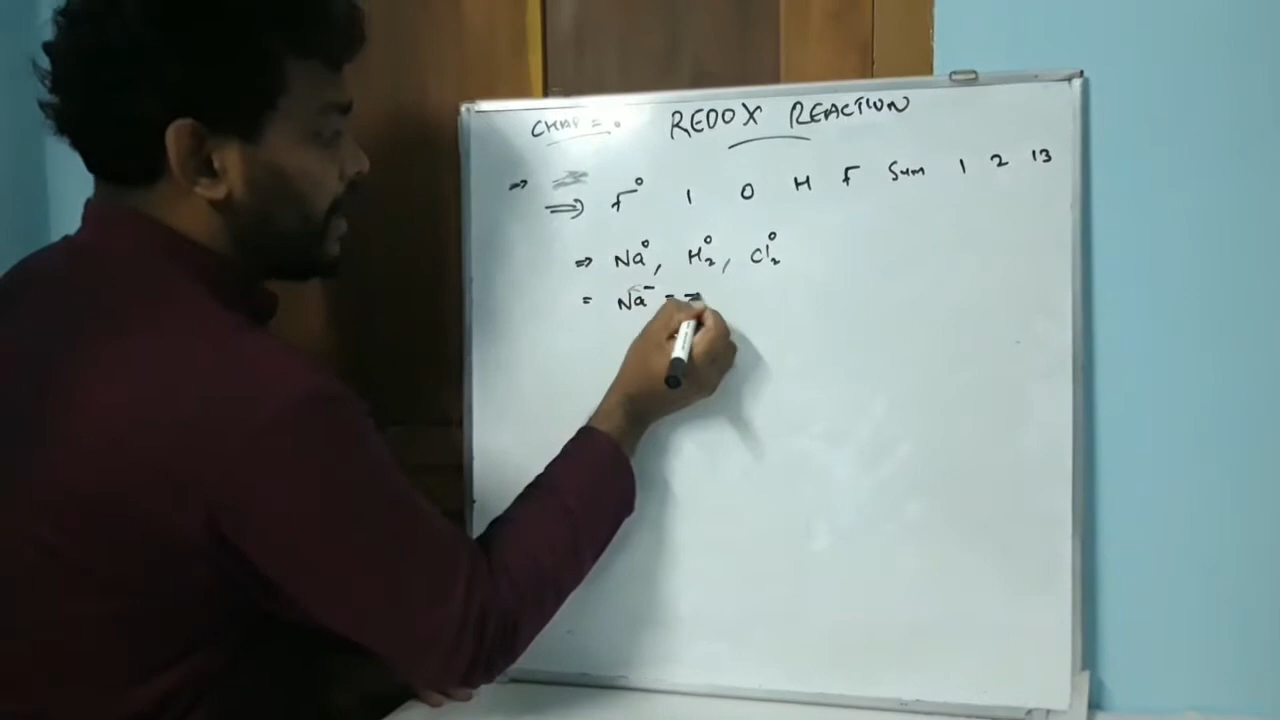 CHAP = . REDOX REACTION
⇒
⇒ F° 1 O H F Sum 1 2 13
⇒ Na°, H₂°, Cl₂°
= Na⁻ = -